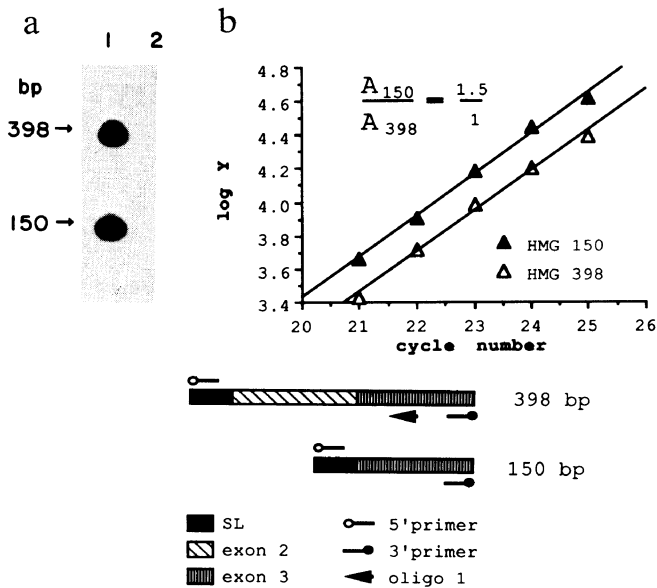 a
1 2
bp
398 →
150 →
b
A 150 / A 398 = 1.5 / 1
4.8
4.6
4.4
4.2
4.0
3.8
3.6
3.4
log Y
▲ HMG 150
△ HMG 398
20 21 22 23 24 25 26
cycle number
398 bp
150 bp
SL
exon 2
exon 3
5'primer
3'primer
oligo 1